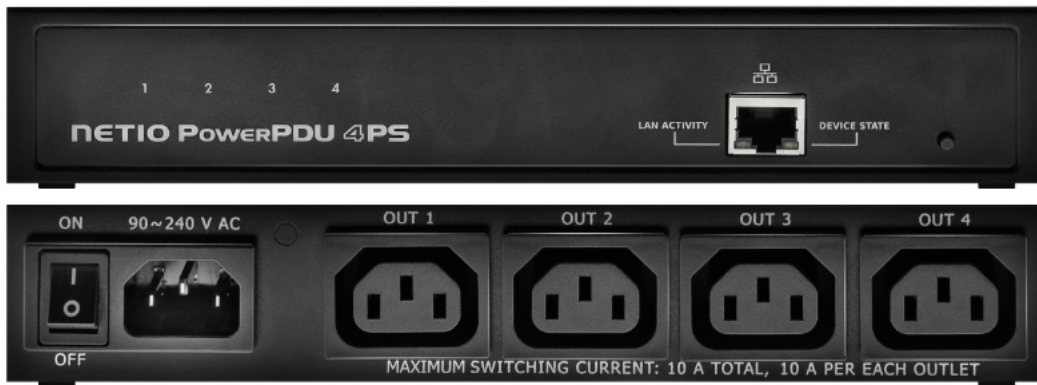 1 2 3 4
NETIO PowerPDU 4PS
LAN ACTIVITY
DEVICE STATE
ON
90~240 V AC
OUT 1
OUT 2
OUT 3
OUT 4
I
O
OFF
MAXIMUM SWITCHING CURRENT: 10 A TOTAL, 10 A PER EACH OUTLET